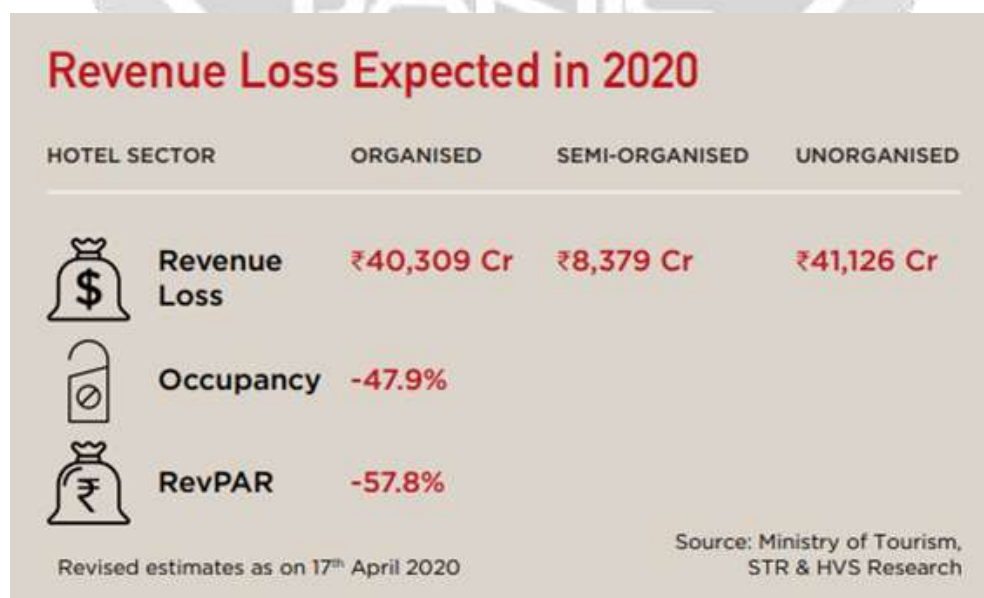 Revenue Loss Expected in 2020
HOTEL SECTOR ORGANISED SEMI-ORGANISED UNORGANISED
$ Revenue Loss ₹40,309 Cr ₹8,379 Cr ₹41,126 Cr
Occupancy -47.9%
₹ RevPAR -57.8%
Revised estimates as on 17th April 2020
Source: Ministry of Tourism,
STR & HVS Research